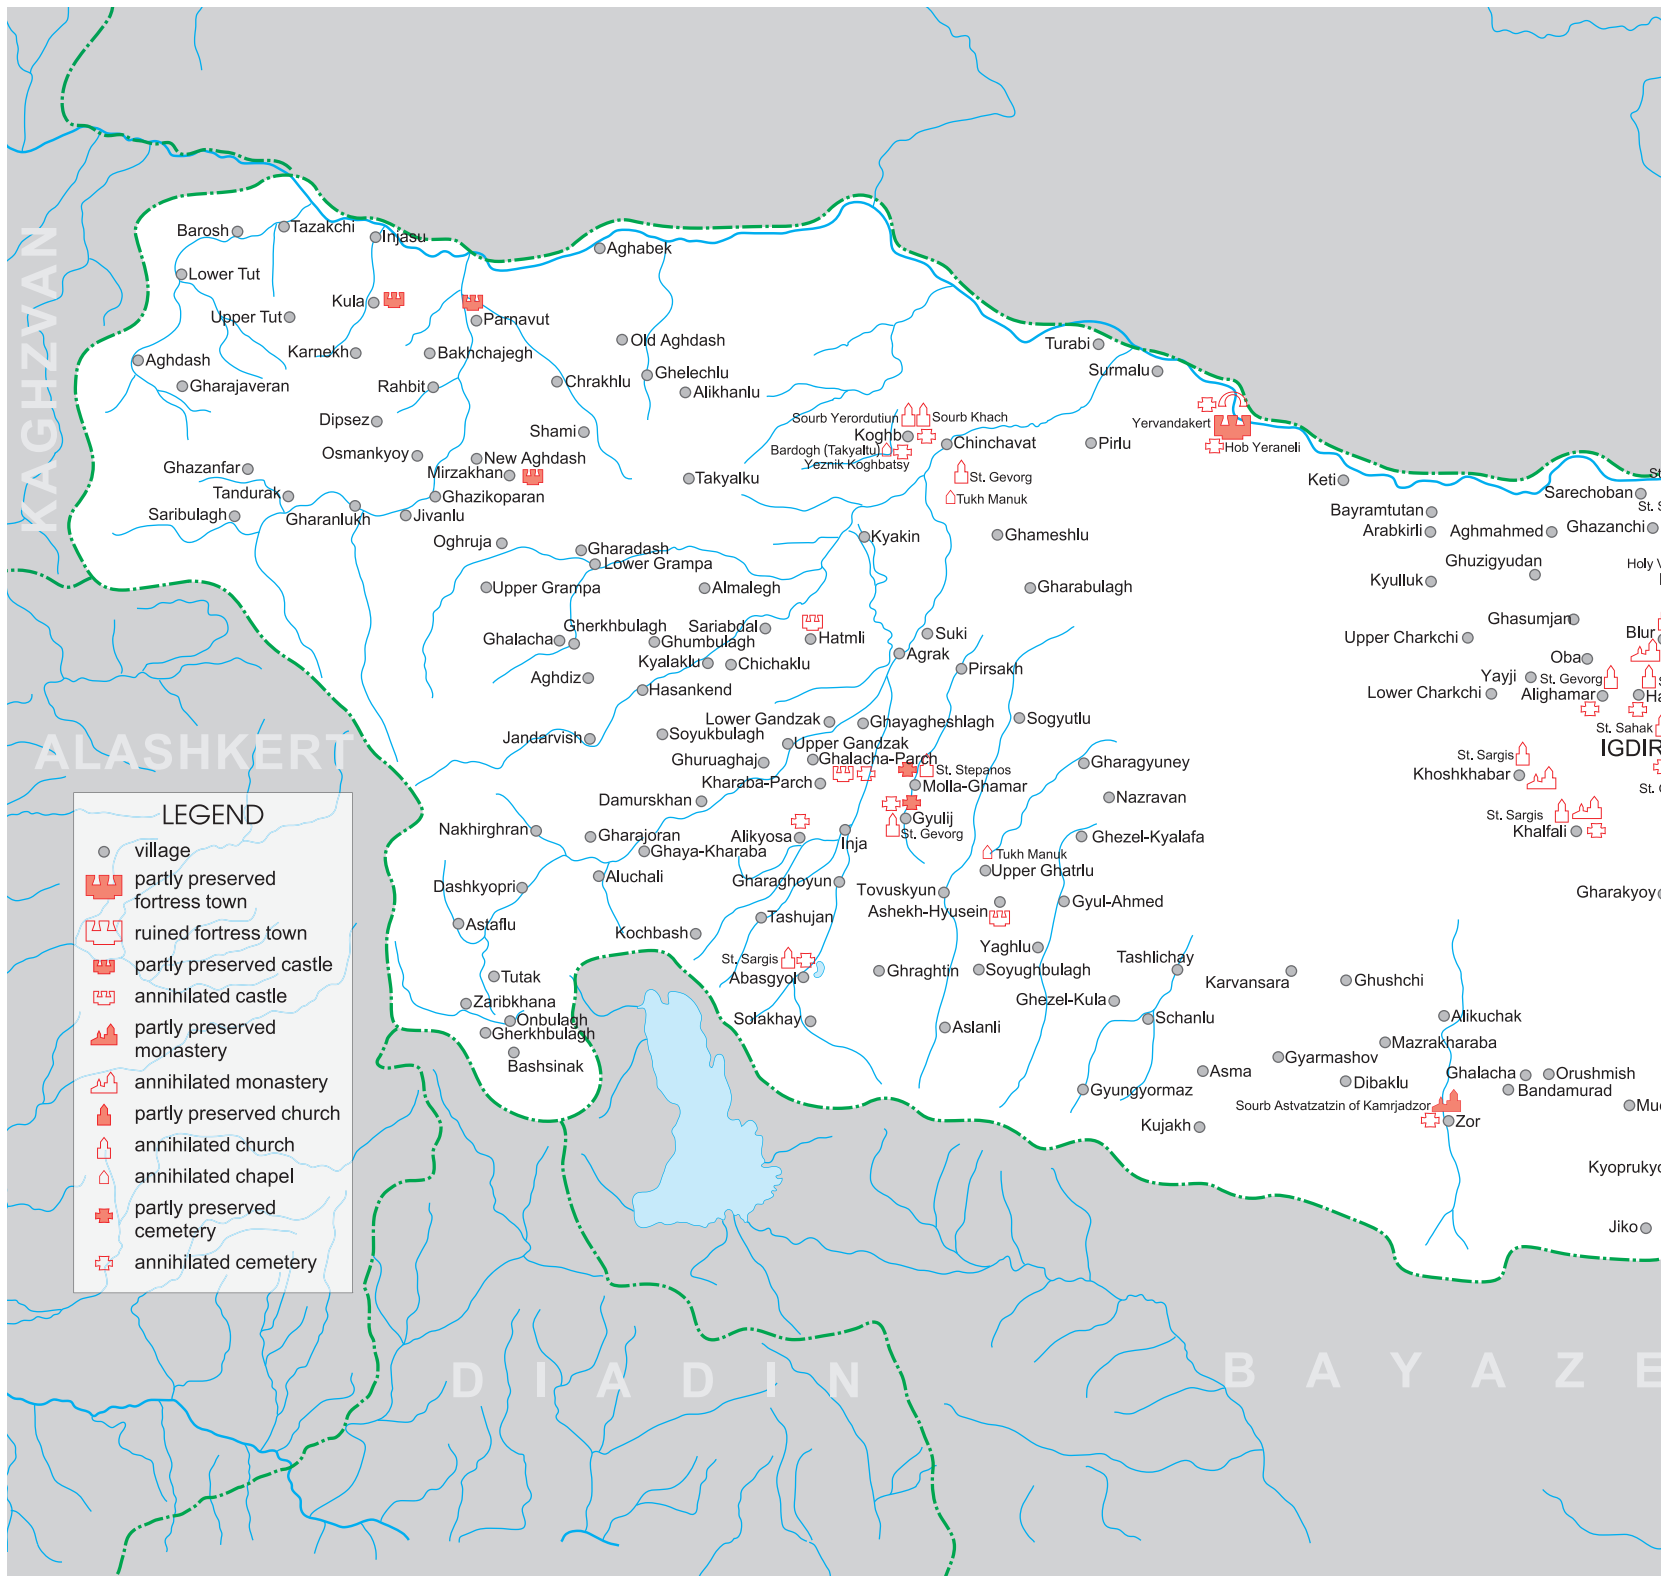 KAGHZVAN
Barosh
Tazakchi
Injasu
Aghabek
Lower Tut
Kula
Upper Tut
Parnavut
Karnekh
Bakhchajegh
Old Aghdash
Turabi
Aghdash
Gharajaveran
Rahbit
Chrakhlu
Ghelechlu
Alikhanlu
Surmalu
Dipsez
Shami
Sourb Yerordutiun
Sourb Khach
Koghb
Chinchavat
Pirlu
Yervandakert
Hob Yeraneli
Bardogh (Takyaltu)
Yeznik Koghbatsy
Osmankyoy
New Aghdash
Mirzakhan
Ghazanfar
Takyalku
St. Gevorg
Tukh Manuk
Keti
Tandurak
Ghazikoparan
Saribulagh
Gharanlukh
Jivanlu
Sarechoban
St. S
Bayramtutan
Arabkirli
Aghmahmed
Ghazanchi
Oghruja
Gharadash
Lower Grampa
Kyakin
Ghameshlu
Ghuzigyudan
Holy V
Upper Grampa
Almalegh
Gharabulagh
Kyulluk
Ghasumjan
Gherkhbulagh
Sariabdal
Ghalacha
Ghumbulagh
Hatmli
Suki
Upper Charkchi
Blur
Kyalaklu
Chichaklu
Agrak
Pirsakh
Oba
Aghdiz
Hasankend
Yayji
St. Gevorg
Lower Charkchi
Alighamar
Ha
Lower Gandzak
Ghayagheshlagh
Sogyutlu
St. Sahak
Jandarvish
Soyukbulagh
Upper Gandzak
IGDIR
ALASHKERT
Ghuruaghaj
Ghalacha-Parch
St. Stepanos
Gharagyuney
St. Sargis
Khoshkhabar
Kharaba-Parch
Molla-Ghamar
Damurskhan
Nazravan
Gyulij
St. Gevorg
St. Sargis
Khalfali
Nakhirghran
Gharajoran
Alikyosa
Inja
Ghezel-Kyalafa
Ghaya-Kharaba
Tukh Manuk
Upper Ghatrlu
Dashkyopri
Aluchali
Gharaghoyun
Tovuskyun
Gharakyoy
Ashekh-Hyusein
Gyul-Ahmed
Astaflu
Tashujan
Kochbash
Yaghlu
Tashlichay
St. Sargis
Abasgyol
Ghraghtin
Soyughbulagh
Karvansara
Ghushchi
Tutak
Zaribkhana
Ghezel-Kula
Onbulagh
Gherkhbulagh
Solakhay
Aslanli
Schanlu
Alikuchak
Mazrakharaba
Bashsinak
Gyarmashov
Asma
Dibaklu
Ghalacha
Orushmish
Gyungyormaz
Bandamurad
Sourb Astvatzatzin of Kamrjadzor
Zor
Kujakh
Kyoprukyo
Jiko
LEGEND
village
partly preserved
fortress town
ruined fortress town
partly preserved castle
annihilated castle
partly preserved
monastery
annihilated monastery
partly preserved church
annihilated church
annihilated chapel
partly preserved
cemetery
annihilated cemetery
DIADIN
BAYAZE